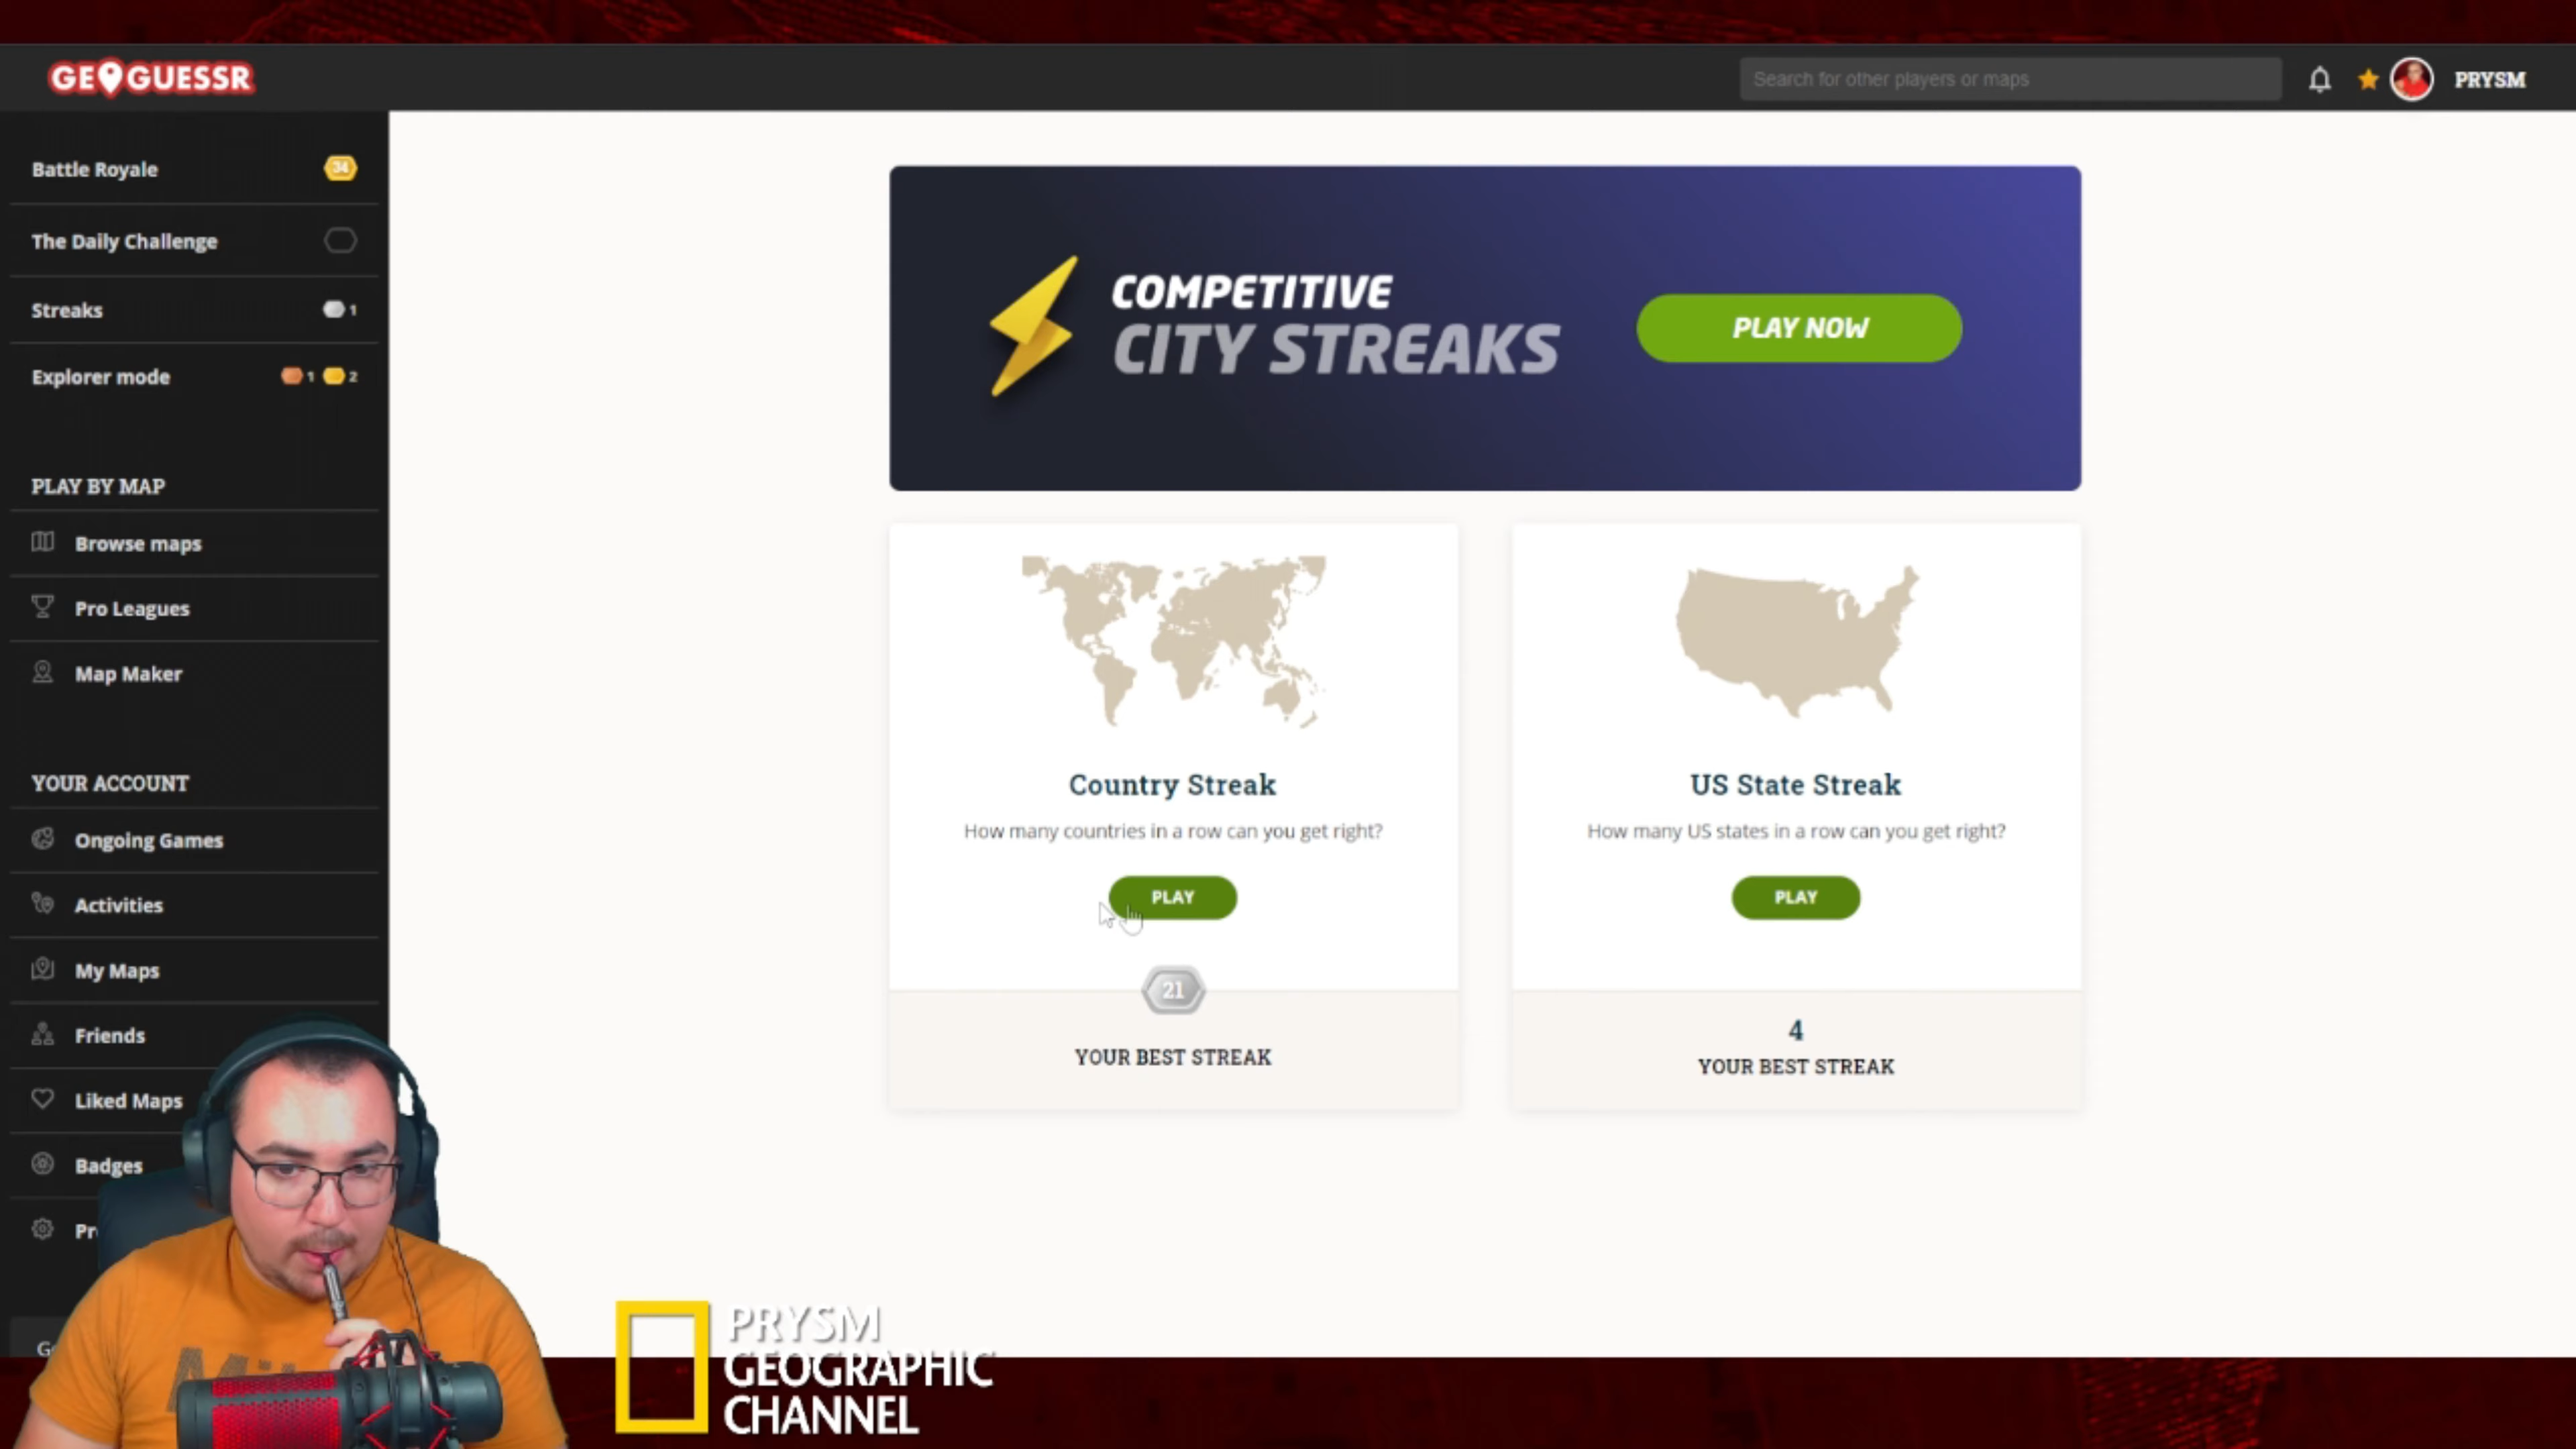 GEOGUESSR
Search for other players or maps
PRYSM
Battle Royale
34
The Daily Challenge
Streaks
1
Explorer mode
1 2
PLAY BY MAP
Browse maps
Pro Leagues
Map Maker
YOUR ACCOUNT
Ongoing Games
Activities
My Maps
Friends
Liked Maps
Badges
COMPETITIVE
CITY STREAKS
PLAY NOW
Country Streak
How many countries in a row can you get right?
PLAY
21
YOUR BEST STREAK
US State Streak
How many US states in a row can you get right?
PLAY
4
YOUR BEST STREAK
PRYSM
GEOGRAPHIC
CHANNEL